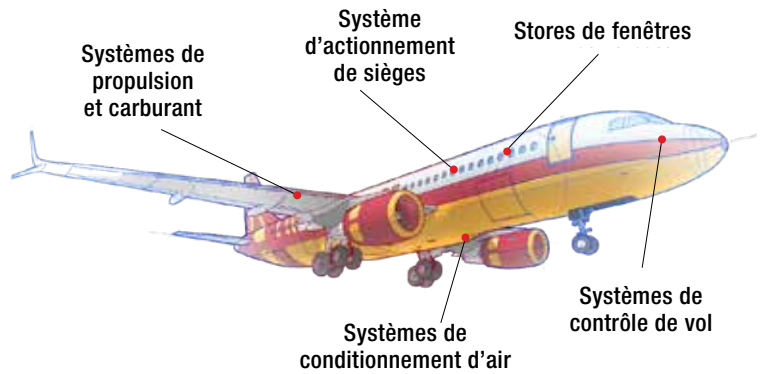 Système
d'actionnement
de sièges
Stores de fenêtres
Systèmes de
propulsion
et carburant
Systèmes de
contrôle de vol
Systèmes de
conditionnement d'air